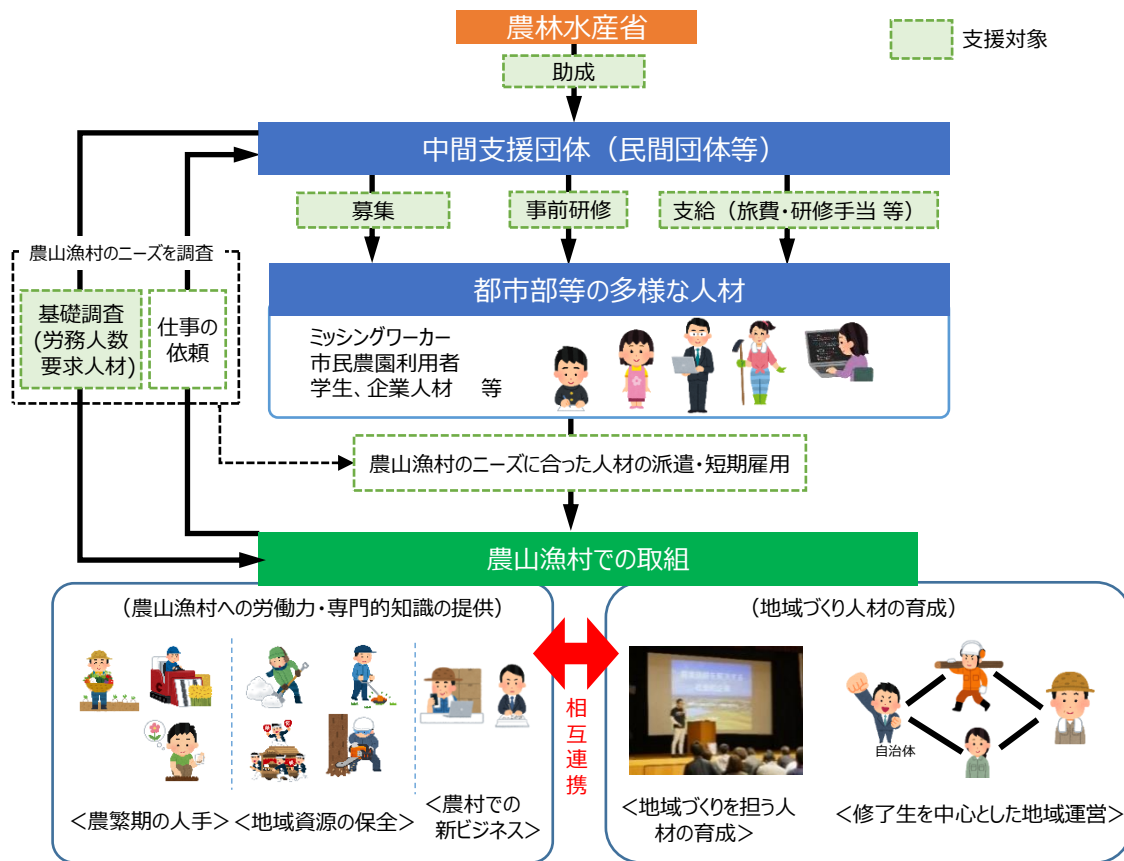 農林水産省
支援対象
助成
中間支援団体（民間団体等）
募集
事前研修
支給（旅費・研修手当 等）
農山漁村のニーズを調査
基礎調査
(労務人数
要求人材)
仕事の
依頼
都市部等の多様な人材
ミッシングワーカー
市民農園利用者
学生、企業人材　等
農山漁村のニーズに合った人材の派遣・短期雇用
農山漁村での取組
（農山漁村への労働力・専門的知識の提供）
（地域づくり人材の育成）
相
互
連
携
自治体
＜農繁期の人手＞
＜地域資源の保全＞
＜農村での
新ビジネス＞
＜地域づくりを担う人
材の育成＞
＜修了生を中心とした地域運営＞